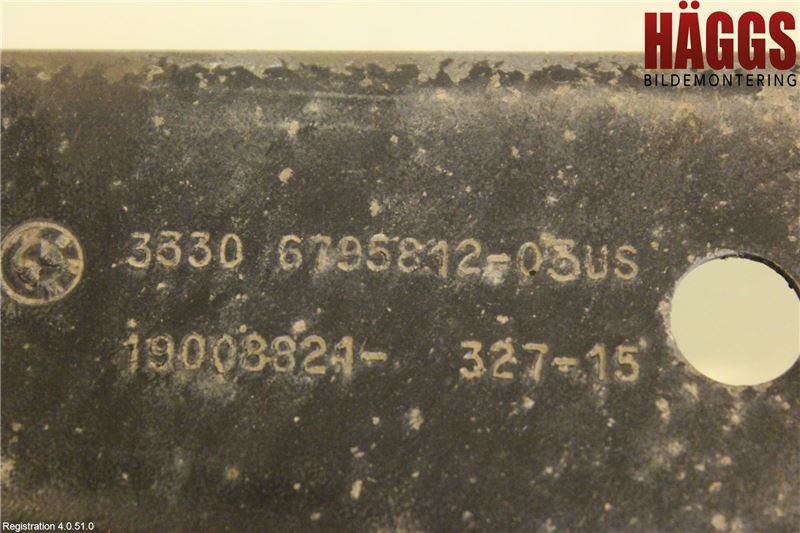 HÄGGS
BILDEMONTERING
3330 6795812-03US
19008821- 327-15
Registration 4.0.51.0